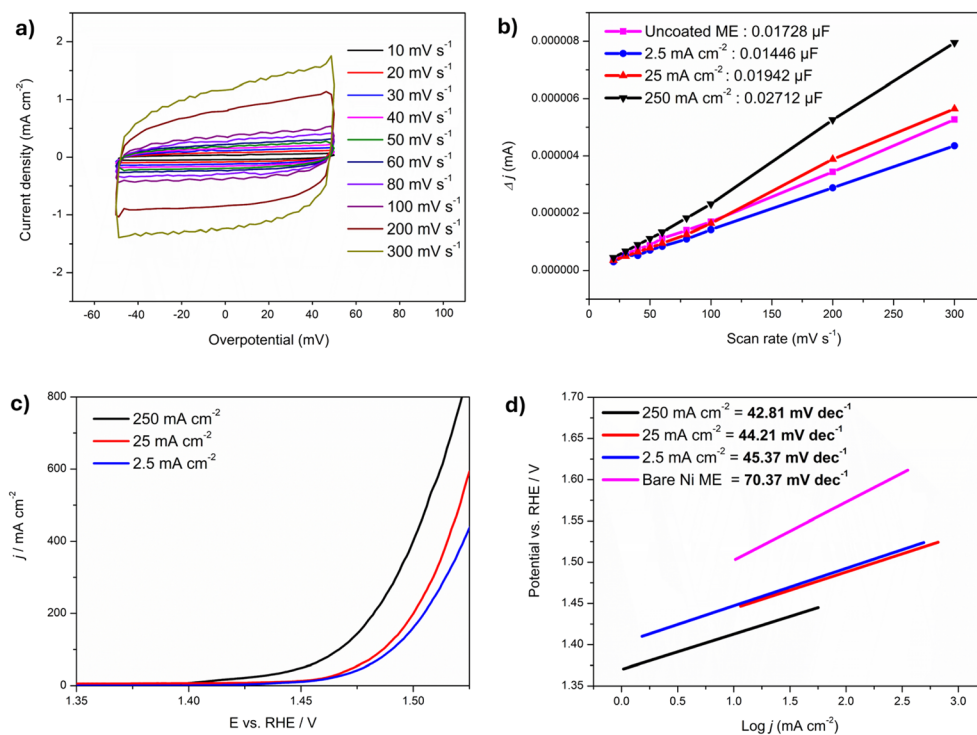 a)
2
1
0
-1
-2
-60
-40
-20
0
20
40
60
80
100
Current density (mA cm⁻²)
Overpotential (mV)
10 mV s⁻¹
20 mV s⁻¹
30 mV s⁻¹
40 mV s⁻¹
50 mV s⁻¹
60 mV s⁻¹
80 mV s⁻¹
100 mV s⁻¹
200 mV s⁻¹
300 mV s⁻¹
b)
Uncoated ME : 0.01728 µF
2.5 mA cm⁻² : 0.01446 µF
25 mA cm⁻² : 0.01942 µF
250 mA cm⁻² : 0.02712 µF
0.000008
0.000006
0.000004
0.000002
0.000000
0
50
100
150
200
250
300
Δj (mA)
Scan rate (mV s⁻¹)
c)
250 mA cm⁻²
25 mA cm⁻²
2.5 mA cm⁻²
800
600
400
200
0
1.35
1.40
1.45
1.50
j / mA cm⁻²
E vs. RHE / V
d)
250 mA cm⁻² = 42.81 mV dec⁻¹
25 mA cm⁻² = 44.21 mV dec⁻¹
2.5 mA cm⁻² = 45.37 mV dec⁻¹
Bare Ni ME = 70.37 mV dec⁻¹
1.70
1.65
1.60
1.55
1.50
1.45
1.40
1.35
0.0
0.5
1.0
1.5
2.0
2.5
3.0
Potential vs. RHE / V
Log j (mA cm⁻²)